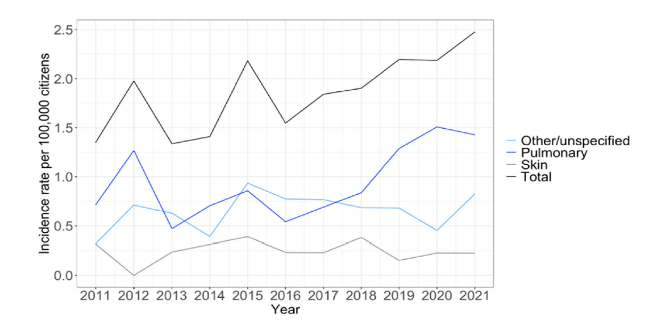 2.5
2.0
1.5
1.0
0.5
0.0
Incidence rate per 100,000 citizens
2011 2012 2013 2014 2015 2016 2017 2018 2019 2020 2021
Year
Other/unspecified
Pulmonary
Skin
Total